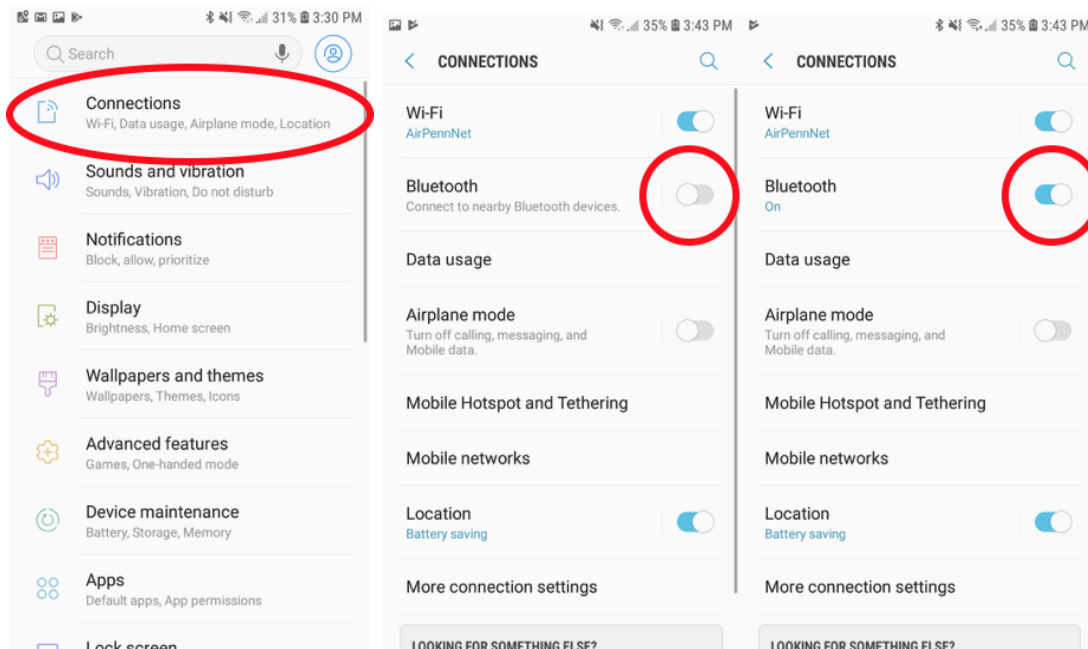 31% 3:30 PM
Search
Connections
Wi-Fi, Data usage, Airplane mode, Location
Sounds and vibration
Sounds, Vibration, Do not disturb
Notifications
Block, allow, prioritize
Display
Brightness, Home screen
Wallpapers and themes
Wallpapers, Themes, Icons
Advanced features
Games, One-handed mode
Device maintenance
Battery, Storage, Memory
Apps
Default apps, App permissions
Lock screen
35% 3:43 PM
CONNECTIONS
Wi-Fi
AirPennNet
Bluetooth
Connect to nearby Bluetooth devices.
Data usage
Airplane mode
Turn off calling, messaging, and
Mobile data.
Mobile Hotspot and Tethering
Mobile networks
Location
Battery saving
More connection settings
LOOKING FOR SOMETHING ELSE?
35% 3:43 PM
CONNECTIONS
Wi-Fi
AirPennNet
Bluetooth
On
Data usage
Airplane mode
Turn off calling, messaging, and
Mobile data.
Mobile Hotspot and Tethering
Mobile networks
Location
Battery saving
More connection settings
LOOKING FOR SOMETHING ELSE?